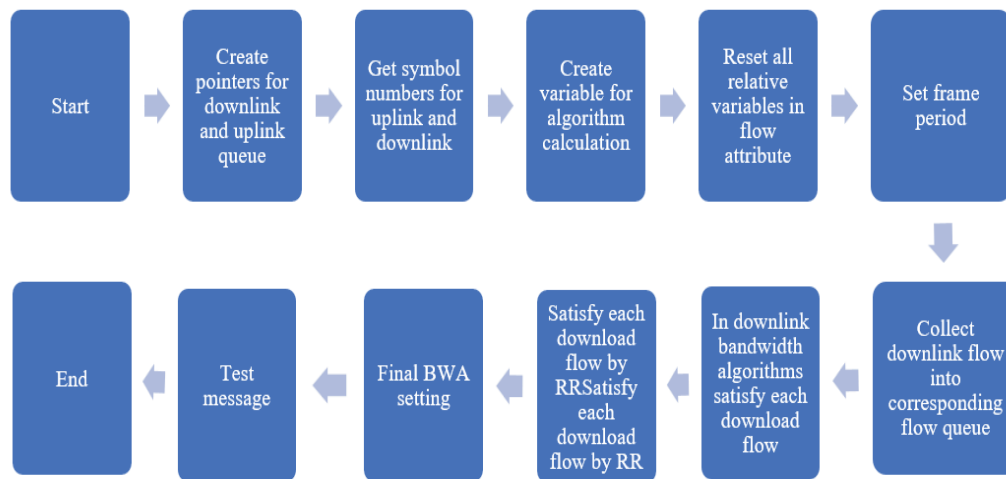 Start
Create
pointers for
downlink
and uplink
queue
Get symbol
numbers for
uplink and
downlink
Create
variable for
algorithm
calculation
Reset all
relative
variables in
flow
attribute
Set frame
period
Collect
downlink flow
into
corresponding
flow queue
In downlink
bandwidth
algorithms
satisfy each
download
flow
Satisfy each
download
flow by
RRSatisfy
each
download
flow by RR
Final BWA
setting
Test
message
End